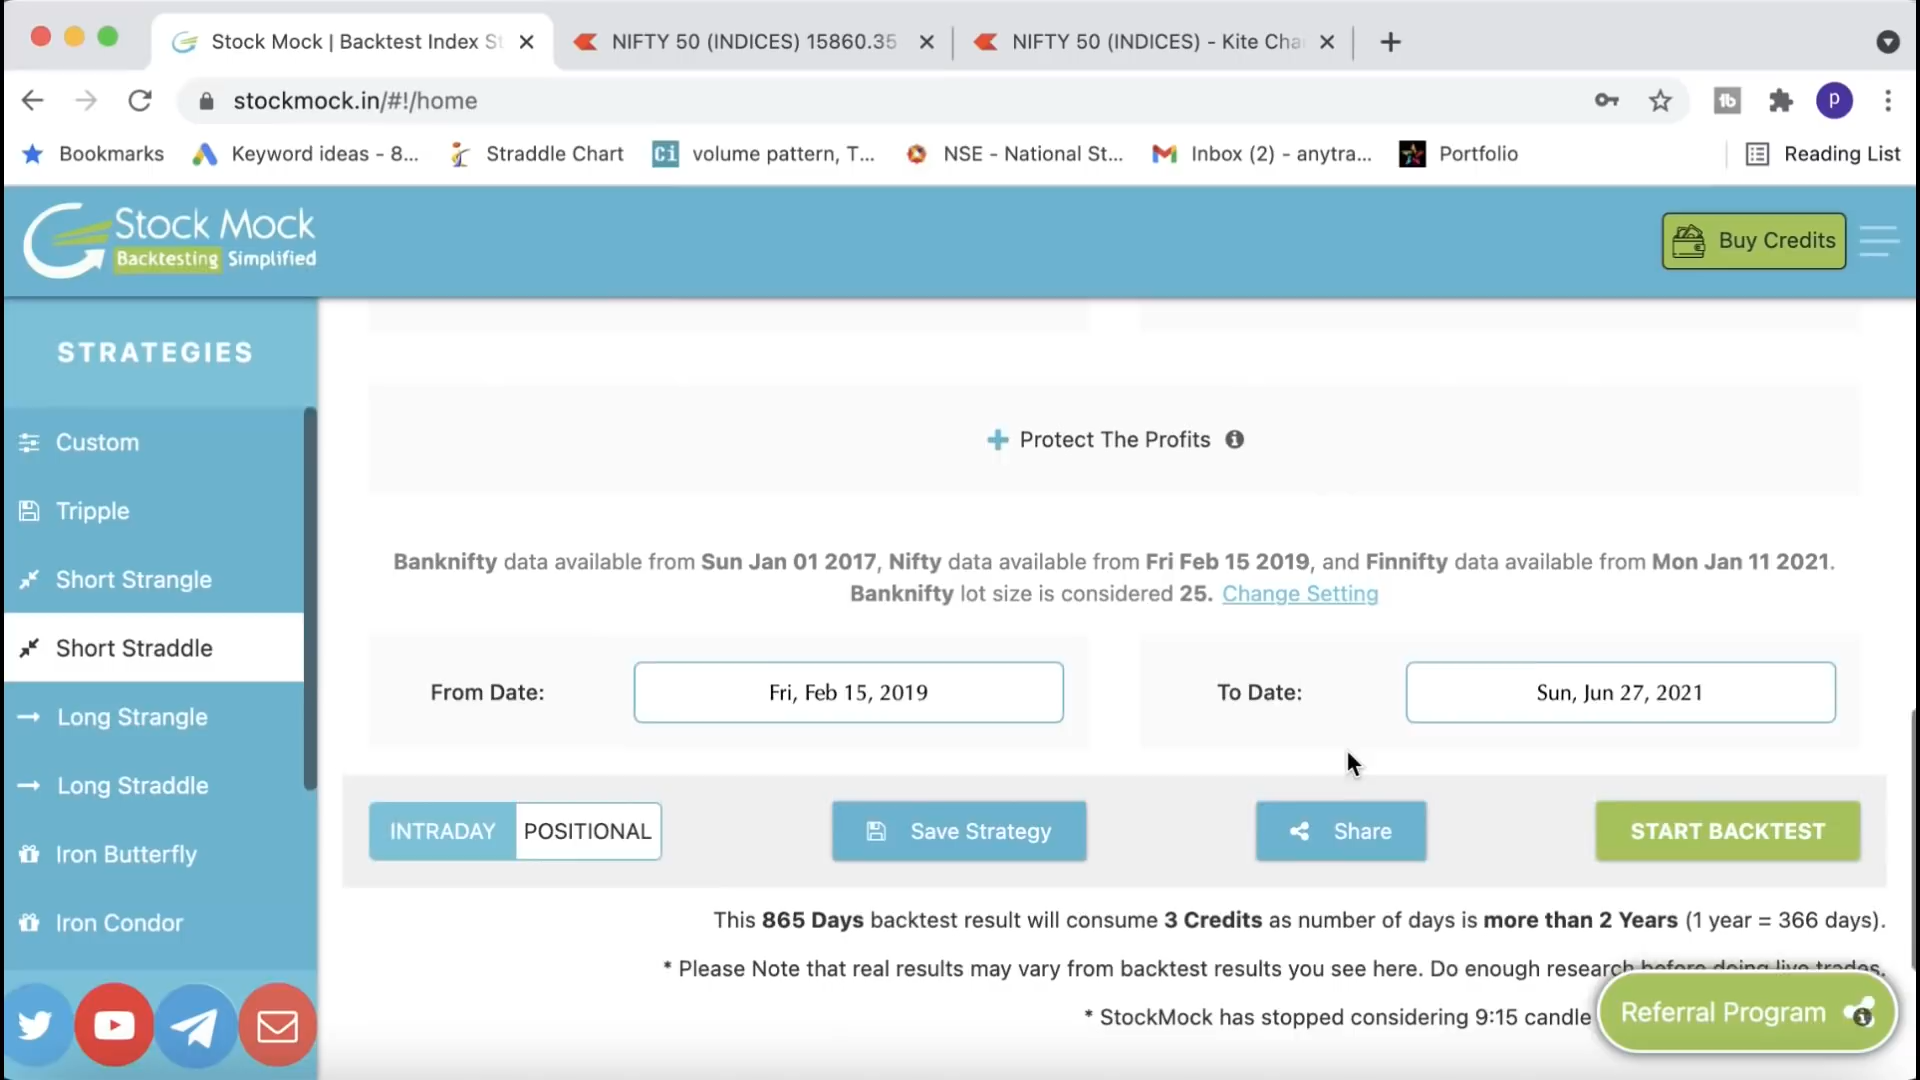 Stock Mock | Backtest Index St
NIFTY 50 (INDICES) 15860.35
NIFTY 50 (INDICES) - Kite Cha
stockmock.in/#!/home
tb
p
Bookmarks
Keyword ideas - 8...
Straddle Chart
Ci
volume pattern, T...
NSE - National St...
Inbox (2) - anytra...
Portfolio
Reading List
Stock Mock
Backtesting Simplified
Buy Credits
STRATEGIES
Custom
Tripple
Short Strangle
Short Straddle
Long Strangle
Long Straddle
Iron Butterfly
Iron Condor
Protect The Profits
Banknifty data available from Sun Jan 01 2017, Nifty data available from Fri Feb 15 2019, and Finnifty data available from Mon Jan 11 2021.
Banknifty lot size is considered 25. Change Setting
From Date:
Fri, Feb 15, 2019
To Date:
Sun, Jun 27, 2021
INTRADAY
POSITIONAL
Save Strategy
Share
START BACKTEST
This 865 Days backtest result will consume 3 Credits as number of days is more than 2 Years (1 year = 366 days).
* Please Note that real results may vary from backtest results you see here. Do enough research before doing live trades.
* StockMock has stopped considering 9:15 candle
Referral Program